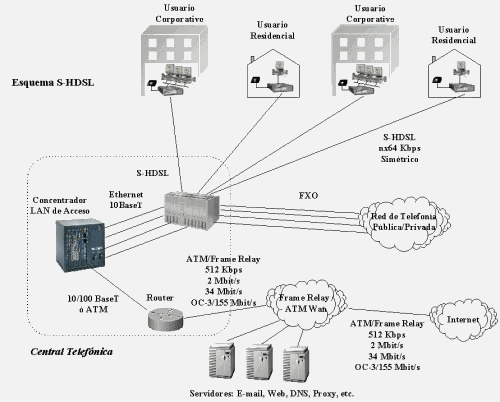 Usuario
Corporativo
Usuario
Residencial
Usuario
Corporativo
Usuario
Residencial
Esquema S-HDSL
S-HDSL
nx64 Kbps
Simétrico
S-HDSL
Ethernet
10BaseT
Concentrador
LAN de Acceso
FXO
Red de Telefonía
Pública/Privada
ATM/Frame Relay
512 Kbps
2 Mbit/s
34 Mbit/s
OC-3/155 Mbit/s
10/100 BaseT
ó ATM
Router
Frame Relay
- ATM Wan
Internet
ATM/Frame Relay
512 Kbps
2 Mbit/s
34 Mbit/s
OC-3/155 Mbit/s
Central Telefónica
Servidores: E-mail, Web, DNS, Proxy, etc.